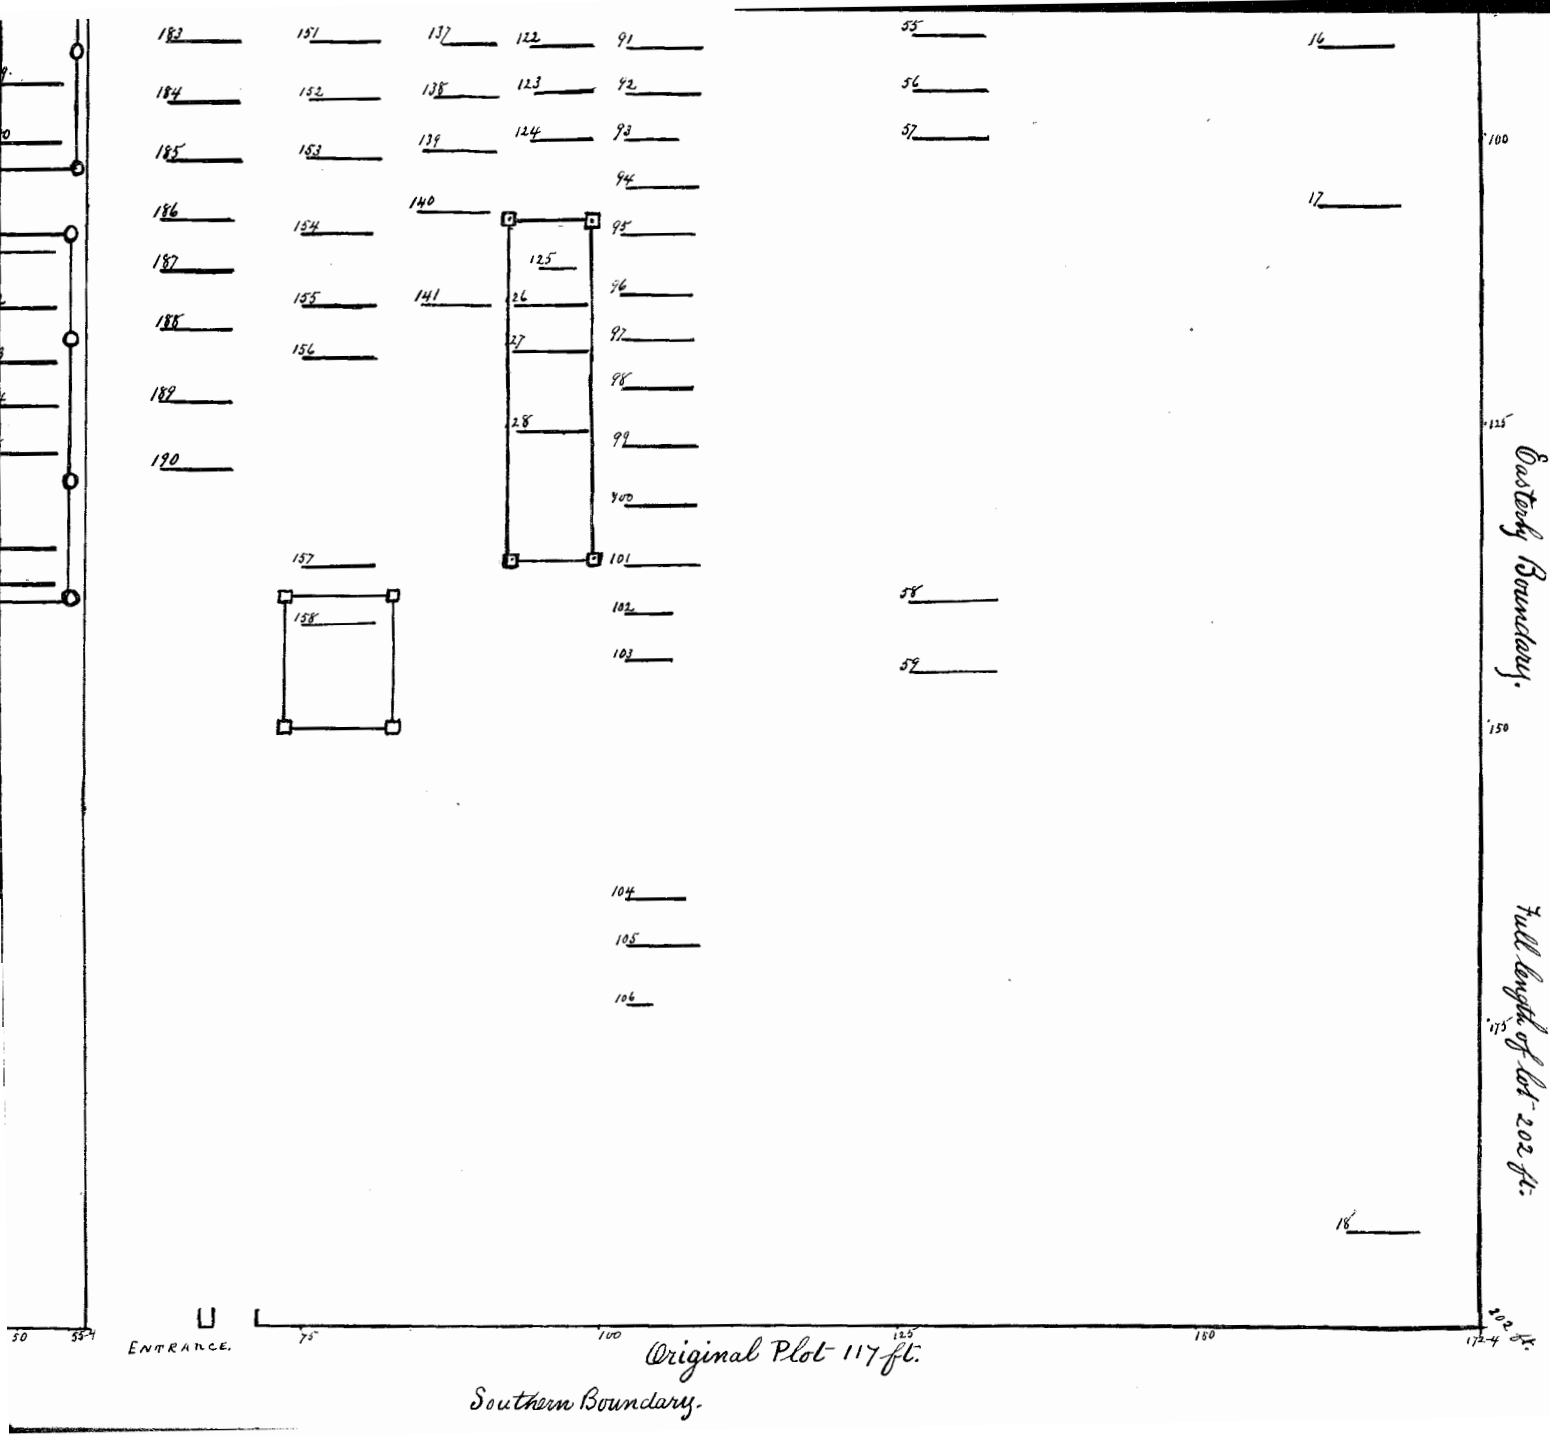 183 151 137 122 91 55 16
184 152 138 123 92 56
185 153 139 124 93 57 100
186 154 140 94 17
95
187 125
155 141 26 96
188 27 97
156
98
189 28 125
99
190
100
157 101
158 102 58
103 59
150
104
105
106
175
18
Easterly Boundary.
Full length of lot 202 ft.
50 55-4 75 100 125 150 172-4 202 ft.
ENTRANCE.
Original Plot 117 ft.
Southern Boundary.